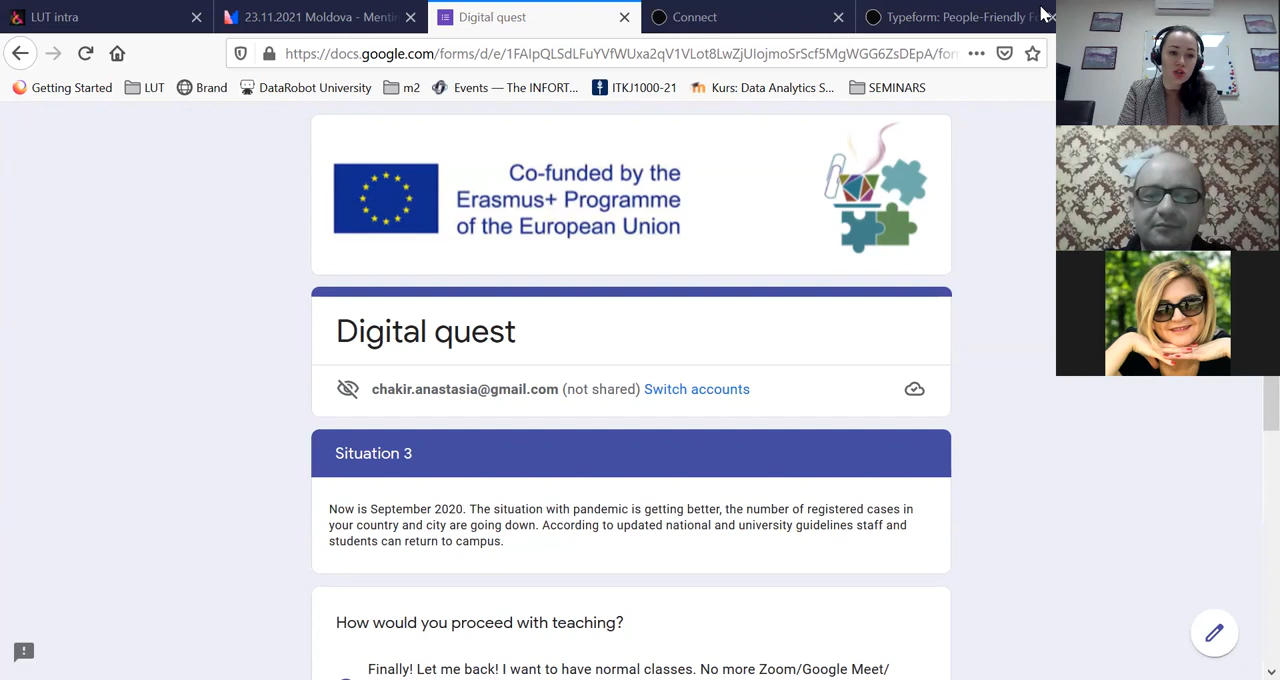 LUT intra
23.11.2021 Moldova - Mentim
Digital quest
Connect
Typeform: People-Friendly F
https://docs.google.com/forms/d/e/1FAIpQLSdLFuYVfWUxa2qV1VLot8LwZjUIojmoSrScf5MgWGG6ZsDEpA/for
Getting Started
LUT
Brand
DataRobot University
m2
Events — The INFORT...
ITKJ1000-21
Kurs: Data Analytics S...
SEMINARS
Co-funded by the
Erasmus+ Programme
of the European Union
Digital quest
chakir.anastasia@gmail.com (not shared) Switch accounts
Situation 3
Now is September 2020. The situation with pandemic is getting better, the number of registered cases in
your country and city are going down. According to updated national and university guidelines staff and
students can return to campus.
How would you proceed with teaching?
Finally! Let me back! I want to have normal classes. No more Zoom/Google Meet/